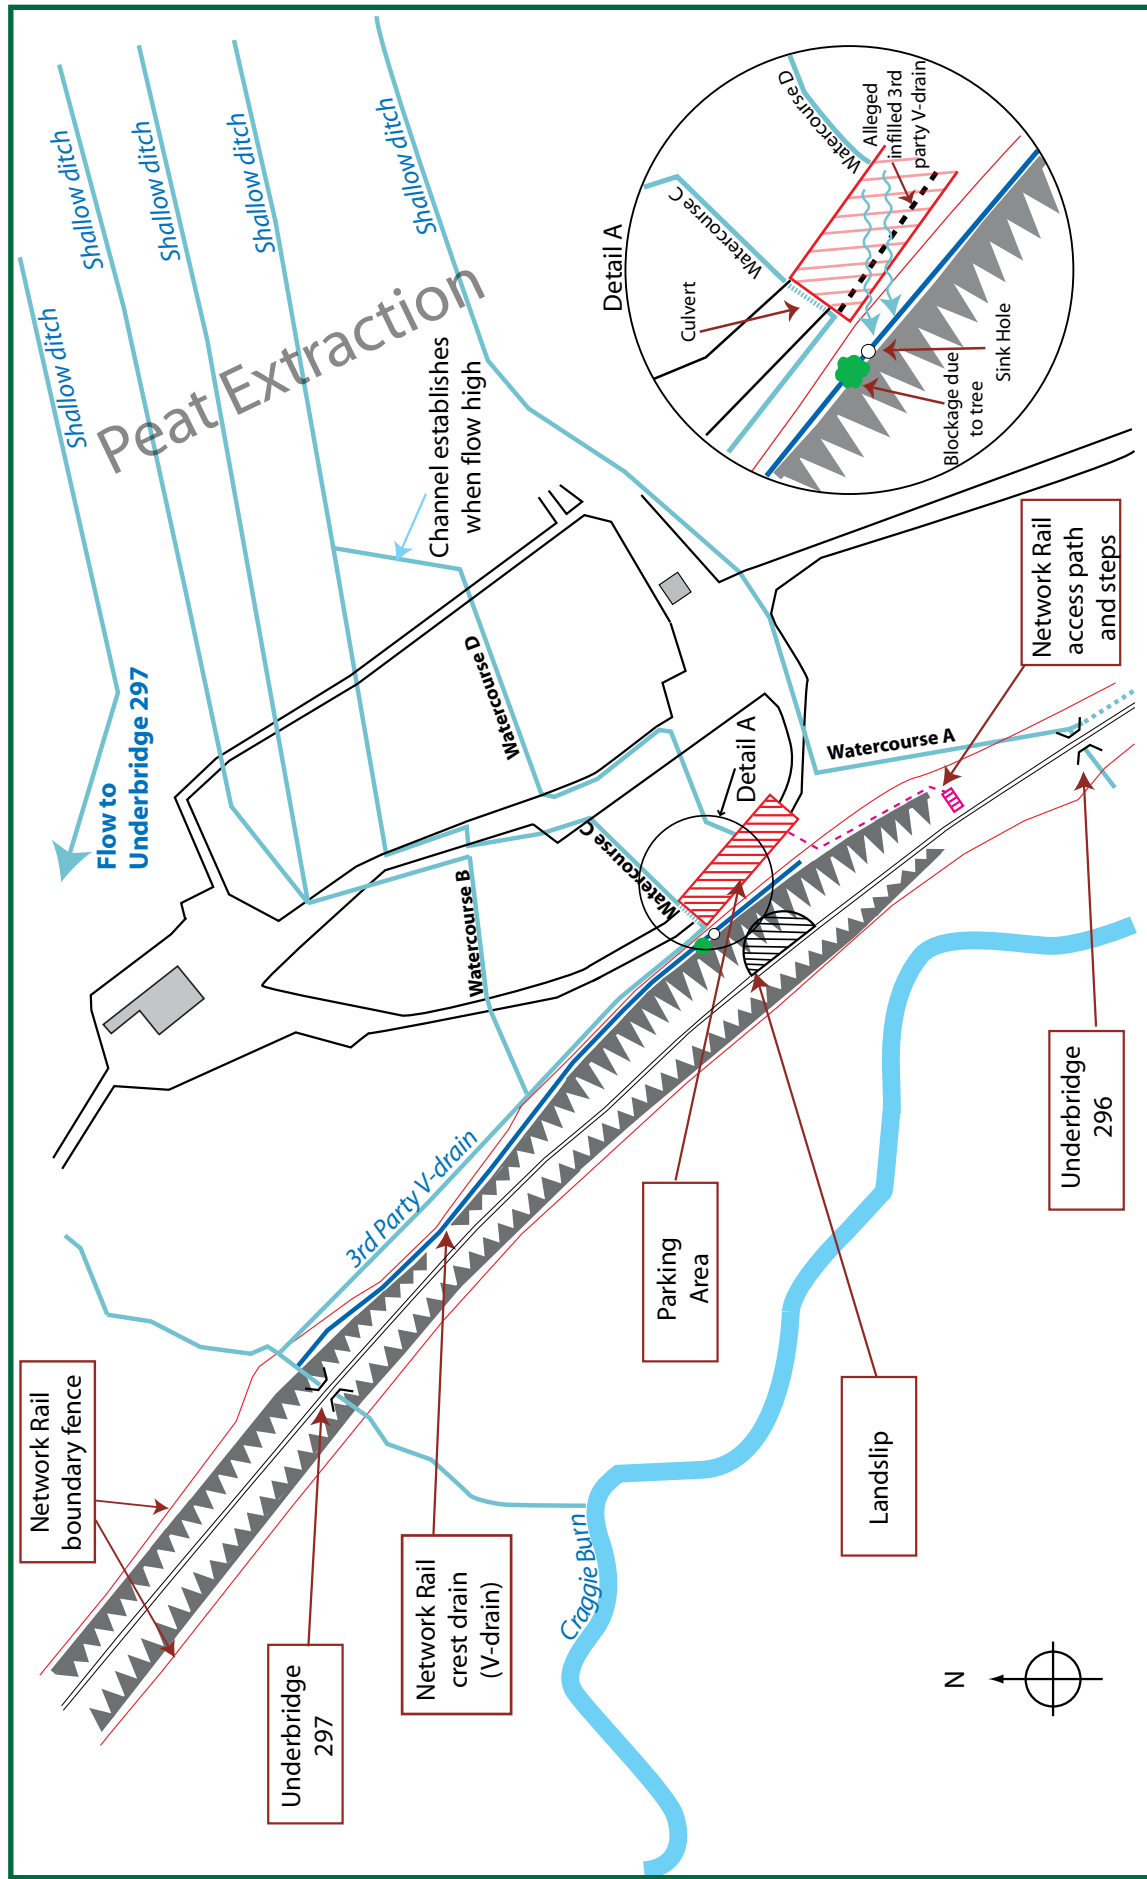 Network Rail
boundary fence
Underbridge
297
Network Rail
crest drain
(V-drain)
Craggie Burn
Landslip
N
3rd Party V-drain
Parking
Area
Underbridge
296
Flow to
Underbridge 297
Watercourse B
Watercourse C
Watercourse D
Detail A
Watercourse A
Network Rail
access path
and steps
Channel establishes
when flow high
Peat Extraction
Shallow ditch
Shallow ditch
Shallow ditch
Shallow ditch
Shallow ditch
Detail A
Culvert
Watercourse C
Watercourse D
Alleged
infilled 3rd
party V-drain
Blockage due
to tree
Sink Hole